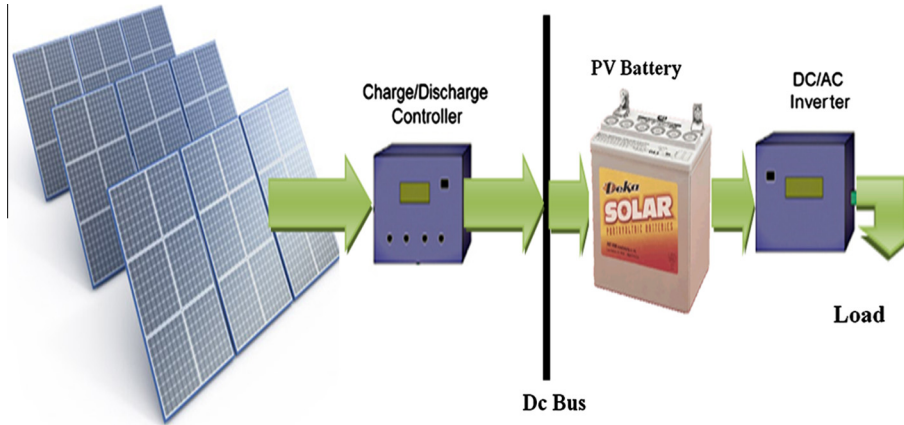 Charge/Discharge
Controller
PV Battery
DC/AC
Inverter
Deka
SOLAR
PHOTOVOLTAIC BATTERIES
Load
Dc Bus